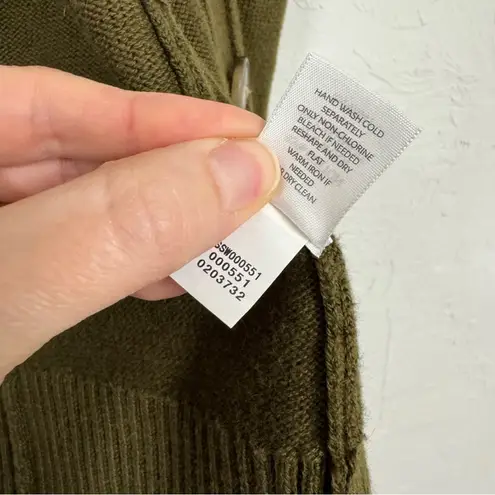 HAND WASH COLD
SEPARATELY
ONLY NON-CHLORINE
BLEACH IF NEEDED
RESHAPE AND DRY
FLAT
WARM IRON IF
NEEDED
DRY CLEAN
SSW000551
000551
0203732